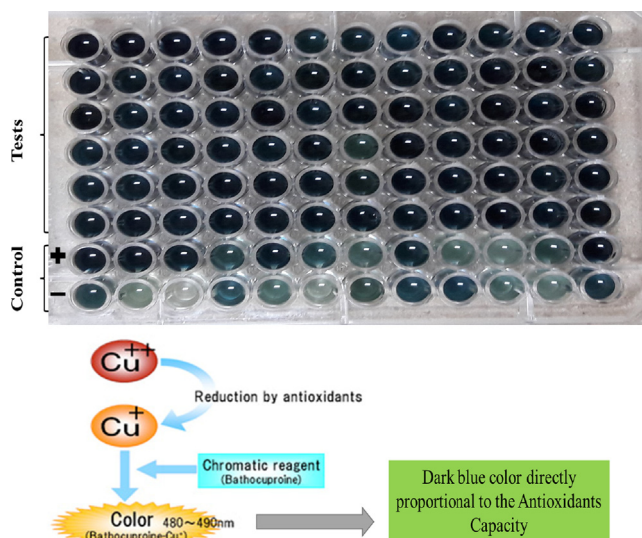 Tests
Control
+
−
Cu++
Reduction by antioxidants
Cu+
Chromatic reagent
(Bathocuproine)
Color 480～490nm
(Bathocuproine-Cu+)
Dark blue color directly
proportional to the Antioxidants
Capacity